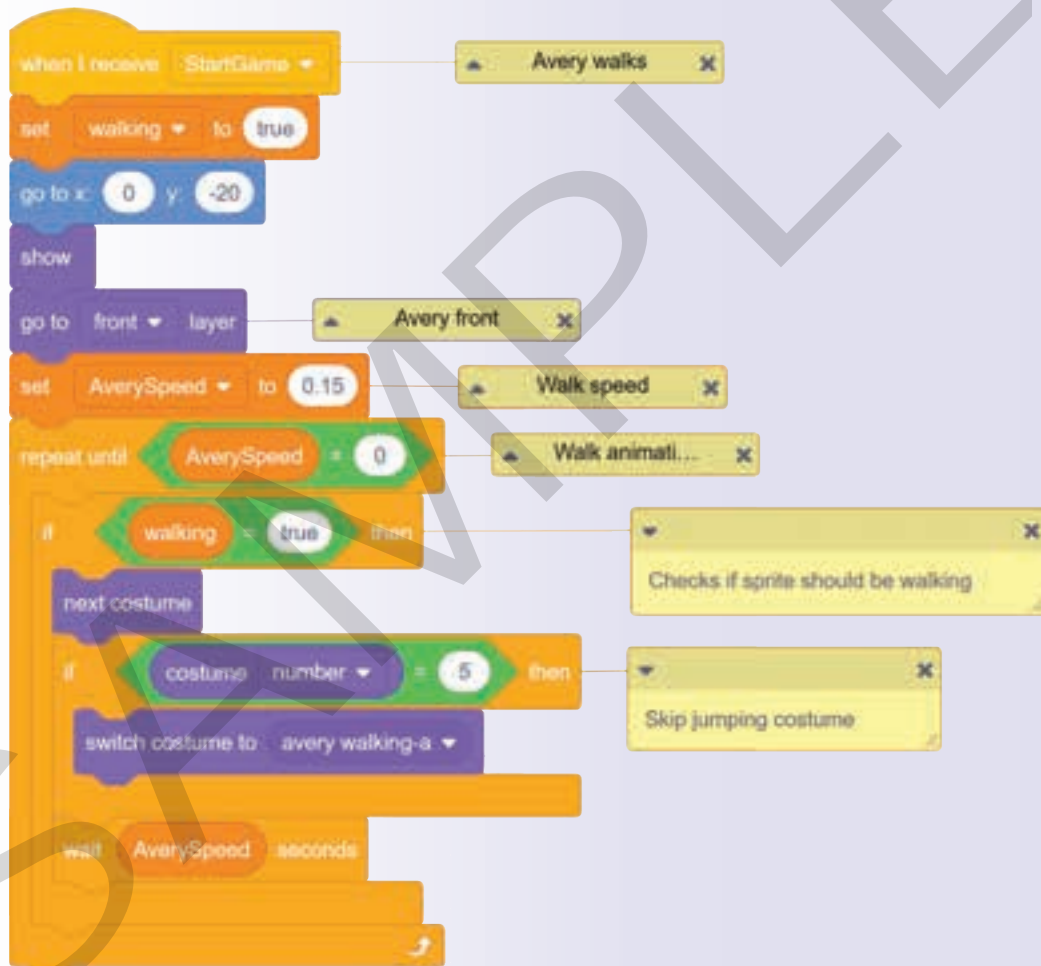 when I receive StartGame Avery walks
set walking to true
go to x: 0 y: -20
show
go to front layer Avery front
set AverySpeed to 0.15 Walk speed
repeat until AverySpeed = 0 Walk animati...
if walking = true then
Checks if sprite should be walking
next costume
if costume number = 5 then
Skip jumping costume
switch costume to avery walking-a
wait AverySpeed seconds
SAMPLE